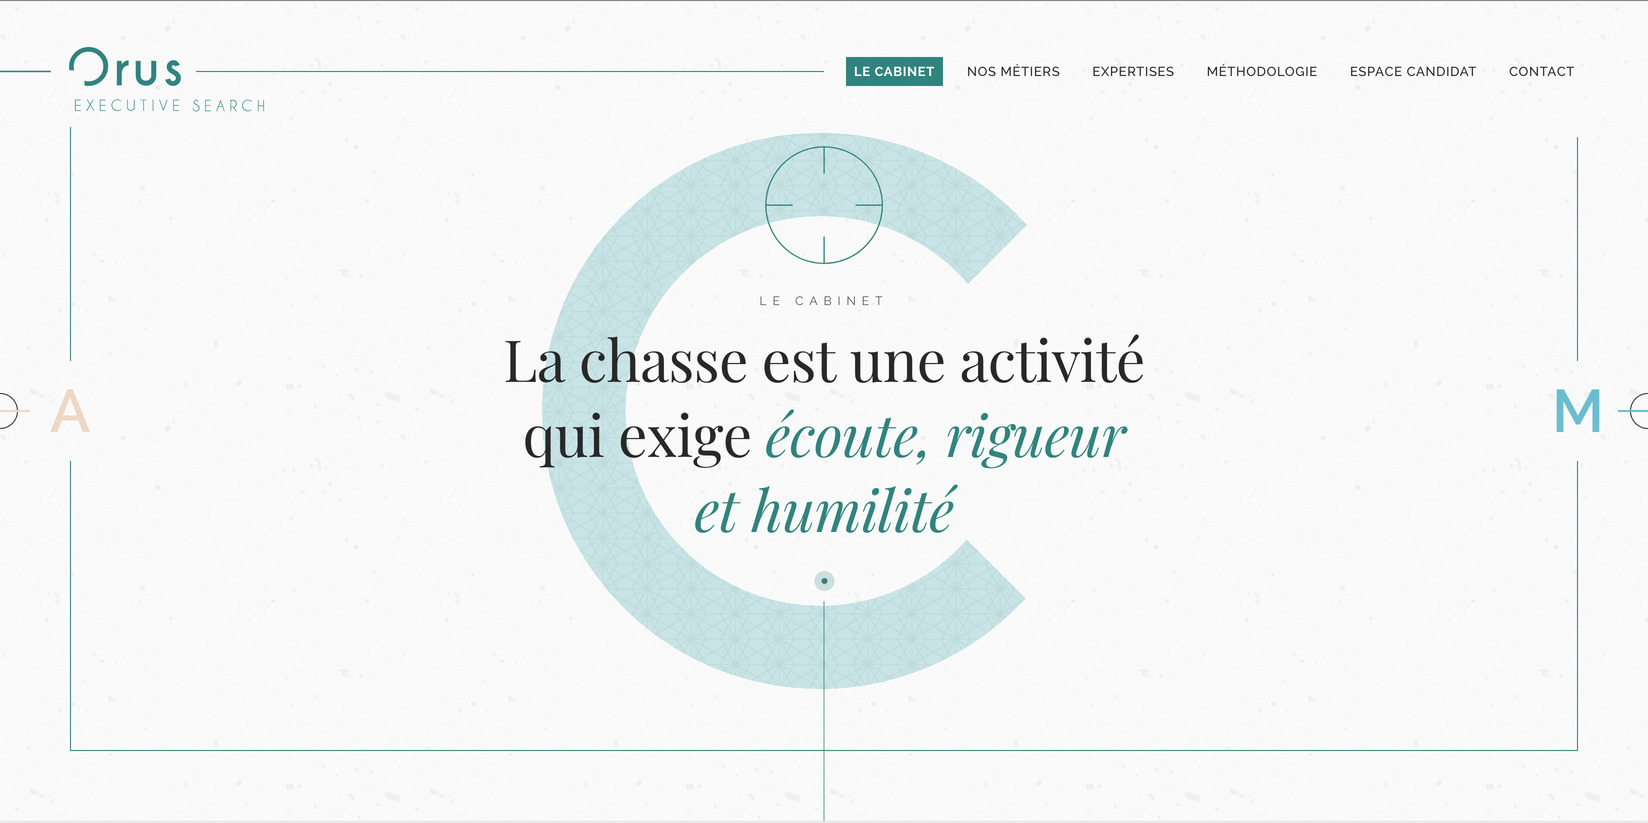 Orus
EXECUTIVE SEARCH
LE CABINET
NOS MÉTIERS
EXPERTISES
MÉTHODOLOGIE
ESPACE CANDIDAT
CONTACT
C
LE CABINET
La chasse est une activité
qui exige écoute, rigueur
et humilité
A
M